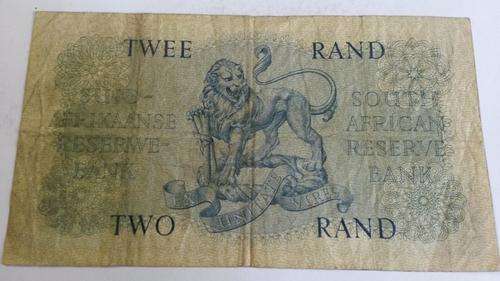 TWEE RAND
SUID-
AFRIKAANSE
RESERWE-
BANK
SOUTH
AFRICAN
RESERVE
BANK
TWO RAND